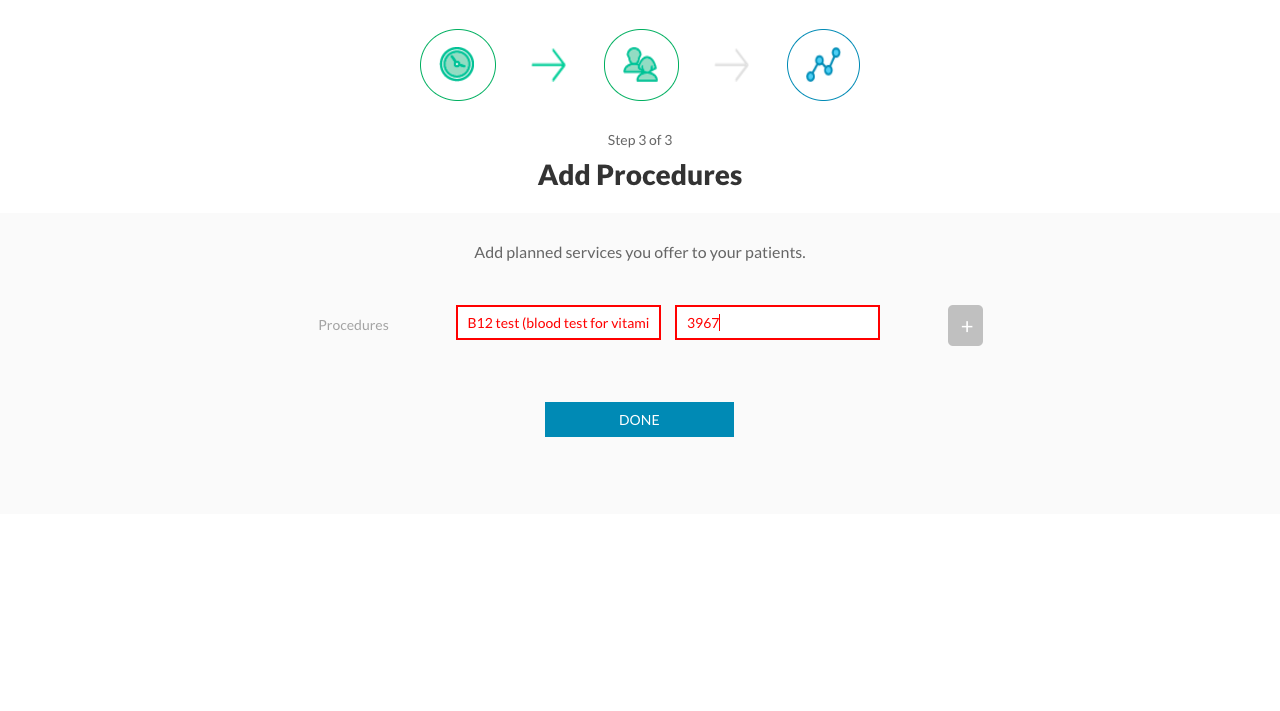 Step 3 of 3
Add Procedures
Add planned services you offer to your patients.
Procedures
B12 test (blood test for vitami
3967
+
DONE